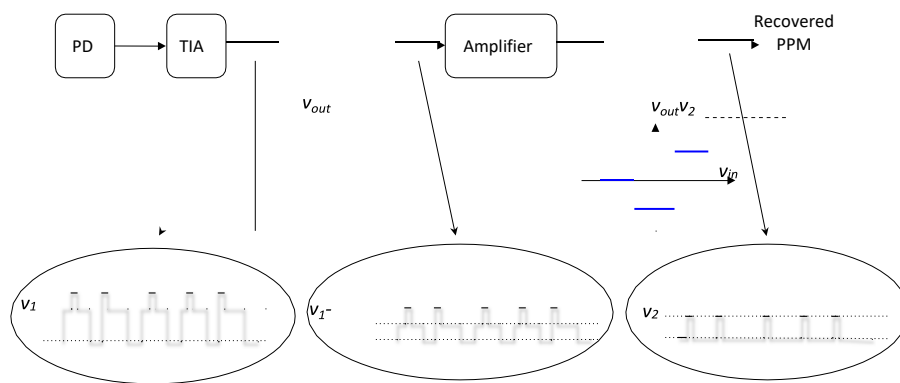 PD
TIA
Amplifier
Recovered
PPM
vout
voutv2
vin
v1
v1-
v2